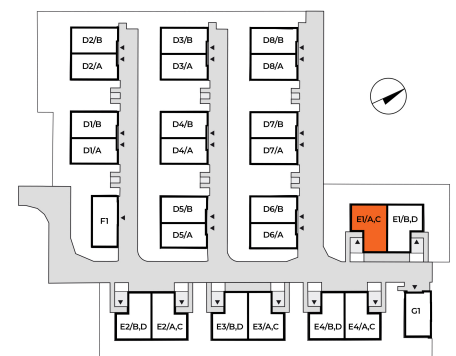 D2/B D3/B D8/B
D2/A D3/A D8/A
D1/B D4/B D7/B
D1/A D4/A D7/A
F1 D5/B D6/B E1/A,C E1/B,D
D5/A D6/A
G1
E2/B,D E2/A,C E3/B,D E3/A,C E4/B,D E4/A,C